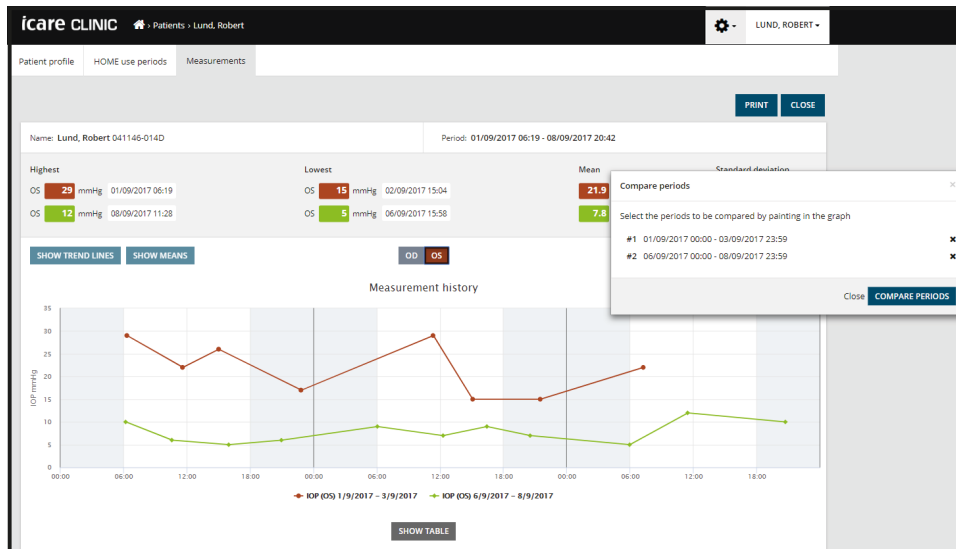 icare CLINIC › Patients › Lund, Robert LUND, ROBERT
Patient profile HOME use periods Measurements
PRINT CLOSE
Name: Lund, Robert 041146-014D Period: 01/09/2017 06:19 - 08/09/2017 20:42
Highest Lowest Mean Standard deviation
OS 29 mmHg 01/09/2017 06:19 OS 15 mmHg 02/09/2017 15:04 21.9
OS 12 mmHg 08/09/2017 11:28 OS 5 mmHg 06/09/2017 15:58 7.8
Compare periods ×
Select the periods to be compared by painting in the graph
#1 01/09/2017 00:00 - 03/09/2017 23:59 ×
#2 06/09/2017 00:00 - 08/09/2017 23:59 ×
Close COMPARE PERIODS
SHOW TREND LINES SHOW MEANS OD OS
Measurement history
IOP (mmHg)
35
30
25
20
15
10
5
0
00:00 06:00 12:00 18:00 00:00 06:00 12:00 18:00 00:00 06:00 12:00 18:00
IOP (OS) 1/9/2017 – 3/9/2017 IOP (OS) 6/9/2017 – 8/9/2017
SHOW TABLE